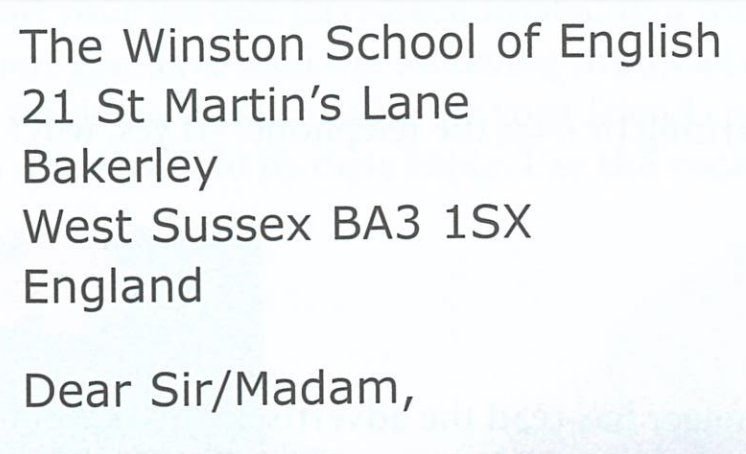 The Winston School of English
21 St Martin's Lane
Bakerley
West Sussex BA3 1SX
England
Dear Sir/Madam,